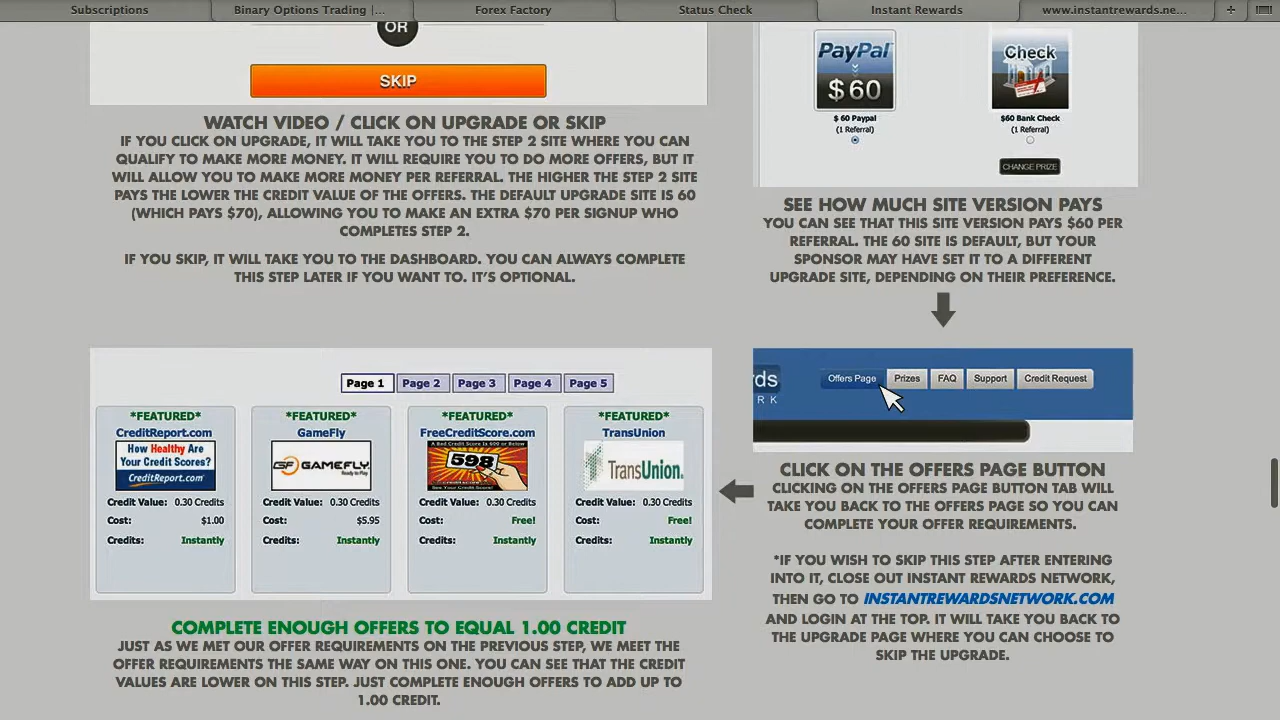 Subscriptions
Binary Options Trading |...
Forex Factory
Status Check
Instant Rewards
www.instantrewards.ne...
+
OR
SKIP
WATCH VIDEO / CLICK ON UPGRADE OR SKIP
IF YOU CLICK ON UPGRADE, IT WILL TAKE YOU TO THE STEP 2 SITE WHERE YOU CAN
QUALIFY TO MAKE MORE MONEY. IT WILL REQUIRE YOU TO DO MORE OFFERS, BUT IT
WILL ALLOW YOU TO MAKE MORE MONEY PER REFERRAL. THE HIGHER THE STEP 2 SITE
PAYS THE LOWER THE CREDIT VALUE OF THE OFFERS. THE DEFAULT UPGRADE SITE IS 60
(WHICH PAYS $70), ALLOWING YOU TO MAKE AN EXTRA $70 PER SIGNUP WHO
COMPLETES STEP 2.
IF YOU SKIP, IT WILL TAKE YOU TO THE DASHBOARD. YOU CAN ALWAYS COMPLETE
THIS STEP LATER IF YOU WANT TO. IT'S OPTIONAL.
PayPal
$60
$ 60 Paypal
(1 Referral)
Check
$60 Bank Check
(1 Referral)
CHANGE PRIZE
SEE HOW MUCH SITE VERSION PAYS
YOU CAN SEE THAT THIS SITE VERSION PAYS $60 PER
REFERRAL. THE 60 SITE IS DEFAULT, BUT YOUR
SPONSOR MAY HAVE SET IT TO A DIFFERENT
UPGRADE SITE, DEPENDING ON THEIR PREFERENCE.
rds
R K
Offers Page
Prizes
FAQ
Support
Credit Request
CLICK ON THE OFFERS PAGE BUTTON
CLICKING ON THE OFFERS PAGE BUTTON TAB WILL
TAKE YOU BACK TO THE OFFERS PAGE SO YOU CAN
COMPLETE YOUR OFFER REQUIREMENTS.
*IF YOU WISH TO SKIP THIS STEP AFTER ENTERING
INTO IT, CLOSE OUT INSTANT REWARDS NETWORK,
THEN GO TO INSTANTREWARDSNETWORK.COM
AND LOGIN AT THE TOP. IT WILL TAKE YOU BACK TO
THE UPGRADE PAGE WHERE YOU CAN CHOOSE TO
SKIP THE UPGRADE.
Page 1
Page 2
Page 3
Page 4
Page 5
*FEATURED*
CreditReport.com
How Healthy Are
Your Credit Scores?
CreditReport.com
Credit Value: 0.30 Credits
Cost: $1.00
Credits: Instantly
*FEATURED*
GameFly
GF GAMEFLY
Credit Value: 0.30 Credits
Cost: $5.95
Credits: Instantly
*FEATURED*
FreeCreditScore.com
598
Credit Value: 0.30 Credits
Cost: Free!
Credits: Instantly
*FEATURED*
TransUnion
TransUnion.
Credit Value: 0.30 Credits
Cost: Free!
Credits: Instantly
COMPLETE ENOUGH OFFERS TO EQUAL 1.00 CREDIT
JUST AS WE MET OUR OFFER REQUIREMENTS ON THE PREVIOUS STEP, WE MEET THE
OFFER REQUIREMENTS THE SAME WAY ON THIS ONE. YOU CAN SEE THAT THE CREDIT
VALUES ARE LOWER ON THIS STEP. JUST COMPLETE ENOUGH OFFERS TO ADD UP TO
1.00 CREDIT.